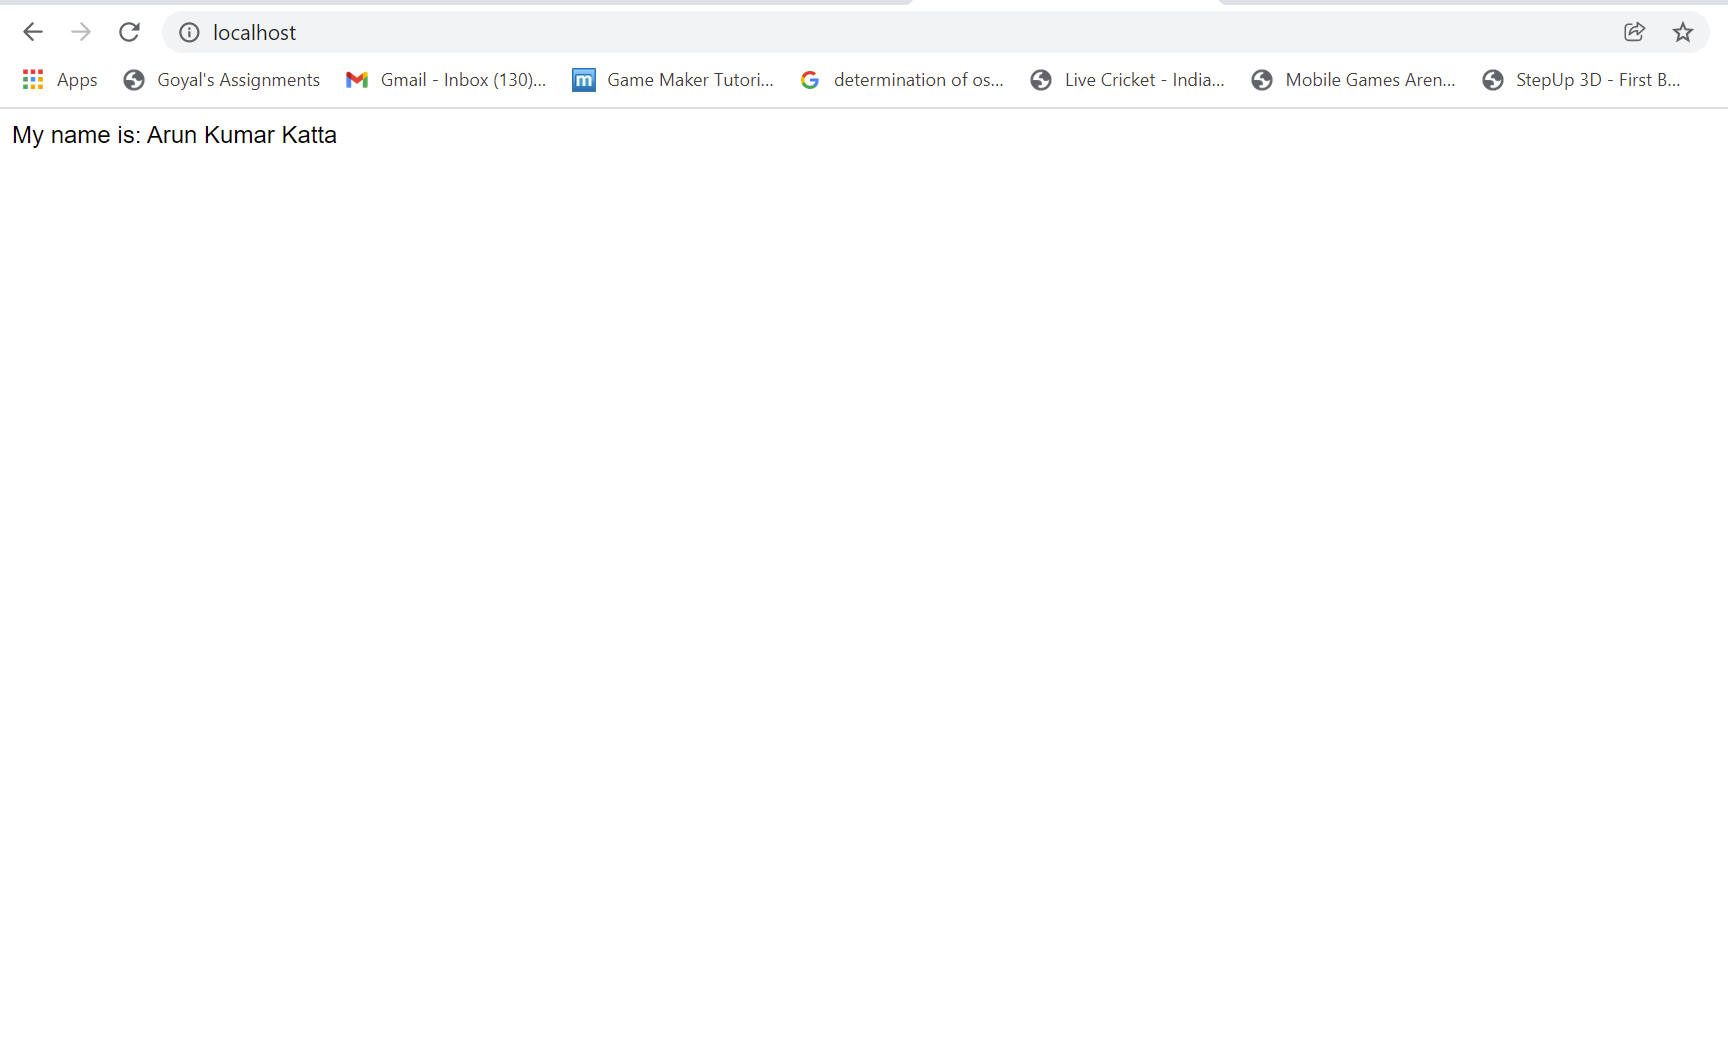 localhost
Apps Goyal's Assignments Gmail - Inbox (130)... Game Maker Tutori... determination of os... Live Cricket - India... Mobile Games Aren... StepUp 3D - First B...
My name is: Arun Kumar Katta